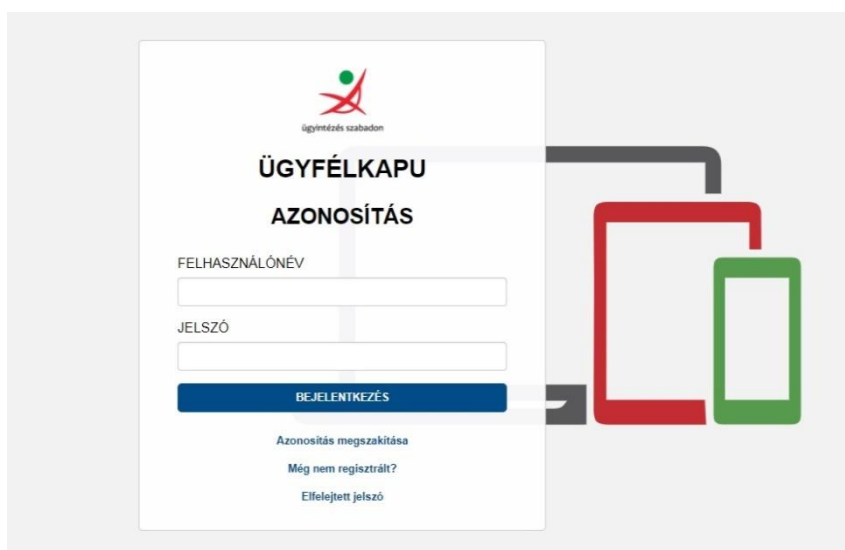 ügyintézés szabadon
ÜGYFÉLKAPU
AZONOSÍTÁS
FELHASZNÁLÓNÉV
JELSZÓ
BEJELENTKEZÉS
Azonosítás megszakítása
Még nem regisztrált?
Elfelejtett jelszó